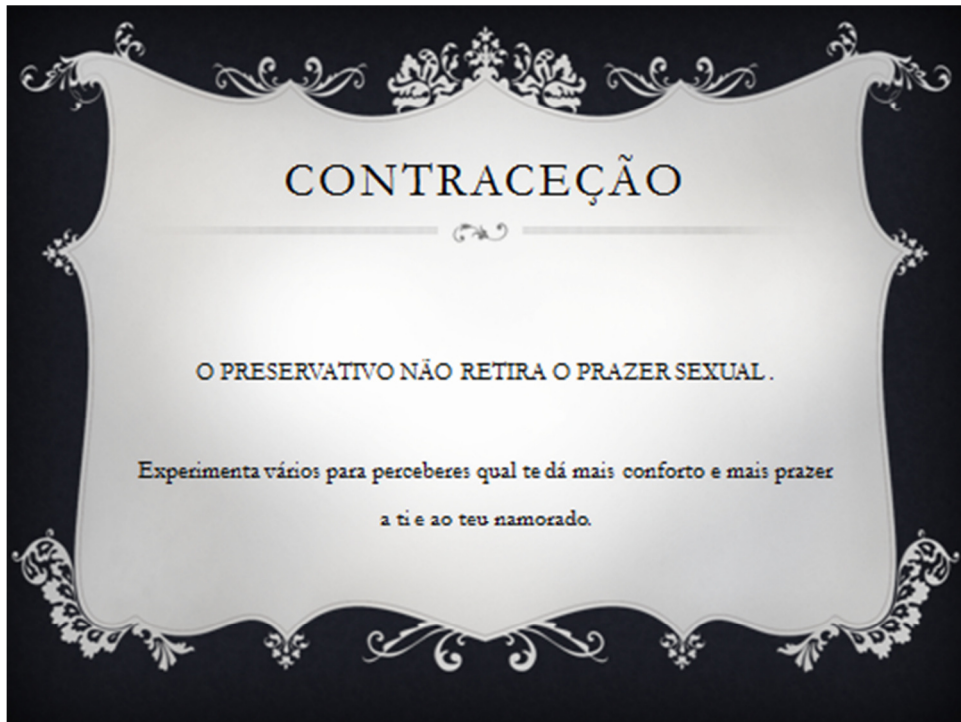 CONTRACEÇÃO
O PRESERVATIVO NÃO RETIRA O PRAZER SEXUAL .
Experimenta vários para perceberes qual te dá mais conforto e mais prazer
a ti e ao teu namorado.